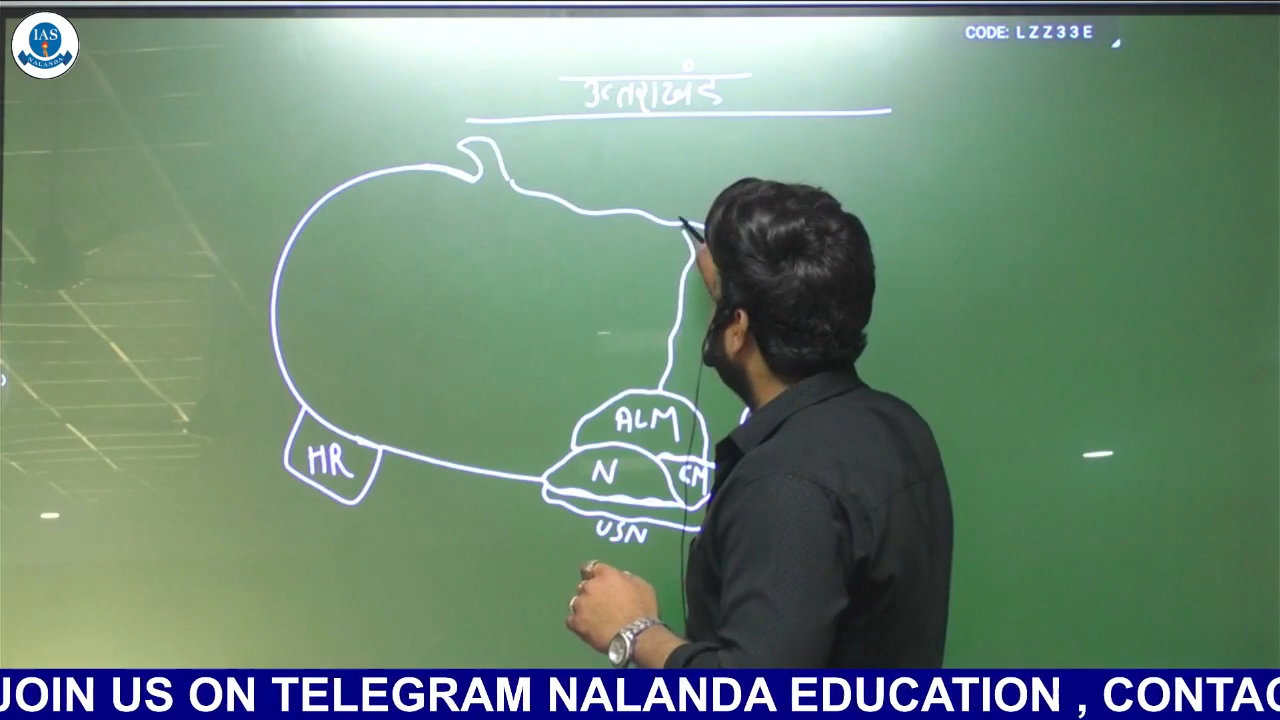 IAS
NALANDA
CODE: LZZ33E
उत्तराखंड
ALM
HR
N
CM
USN
JOIN US ON TELEGRAM NALANDA EDUCATION , CONTAC